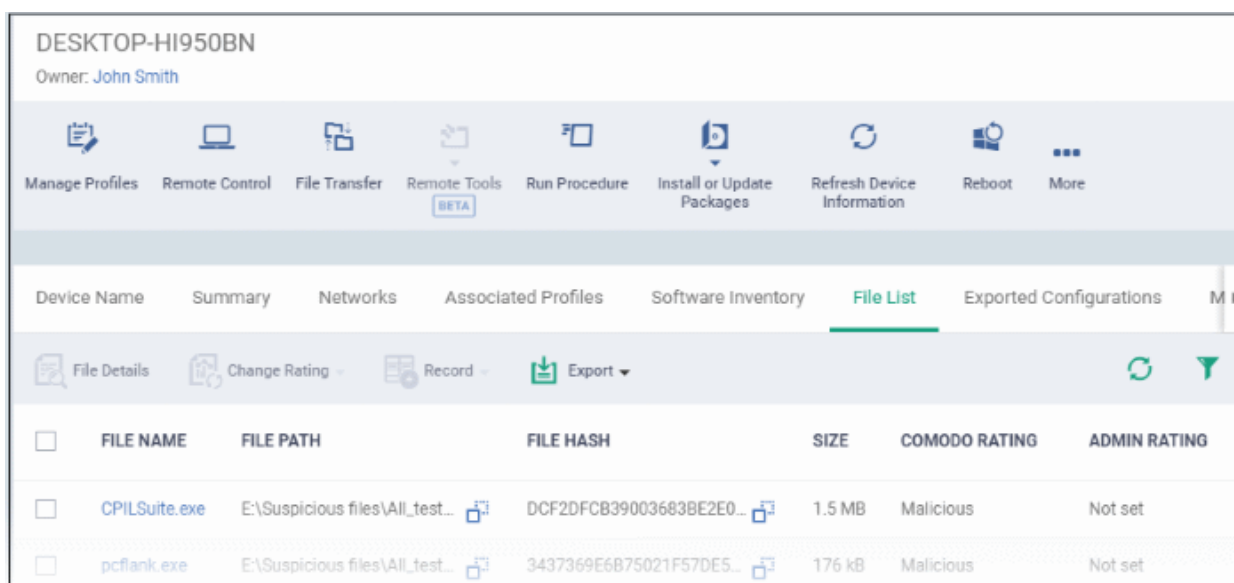 DESKTOP-HI950BN
Owner: John Smith
Manage Profiles Remote Control File Transfer Remote Tools Run Procedure Install or Update Refresh Device Reboot More
BETA Packages Information
Device Name Summary Networks Associated Profiles Software Inventory File List Exported Configurations M
File Details Change Rating Record Export
FILE NAME FILE PATH FILE HASH SIZE COMODO RATING ADMIN RATING
CPILSuite.exe E:\Suspicious files\All_test... DCF2DFCB39003683BE2E0... 1.5 MB Malicious Not set
pcflank.exe E:\Suspicious files\All_test... 3437369E6B75021F57DE5... 176 kB Malicious Not set